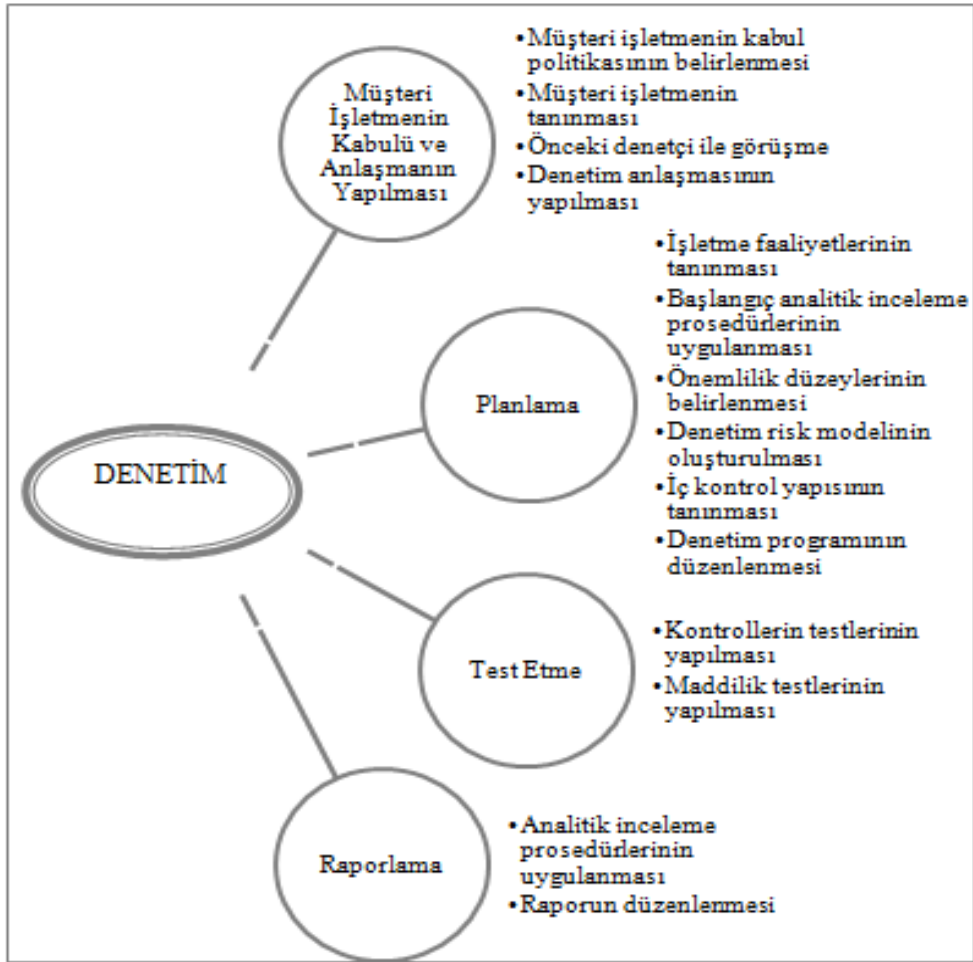 Müşteri
İşletmenin
Kabulü ve
Anlaşmanın
Yapılması
•Müşteri işletmenin kabul
politikasının belirlenmesi
•Müşteri işletmenin
tanınması
•Önceki denetçi ile görüşme
•Denetim anlaşmasının
yapılması
Planlama
•İşletme faaliyetlerinin
tanınması
•Başlangıç analitik inceleme
prosedürlerinin
uygulanması
•Önemlilik düzeylerinin
belirlenmesi
•Denetim risk modelinin
oluşturulması
•İç kontrol yapısının
tanınması
•Denetim programının
düzenlenmesi
DENETİM
Test Etme
•Kontrollerin testlerinin
yapılması
•Maddilik testlerinin
yapılması
Raporlama
•Analitik inceleme
prosedürlerinin
uygulanması
•Raporun düzenlenmesi